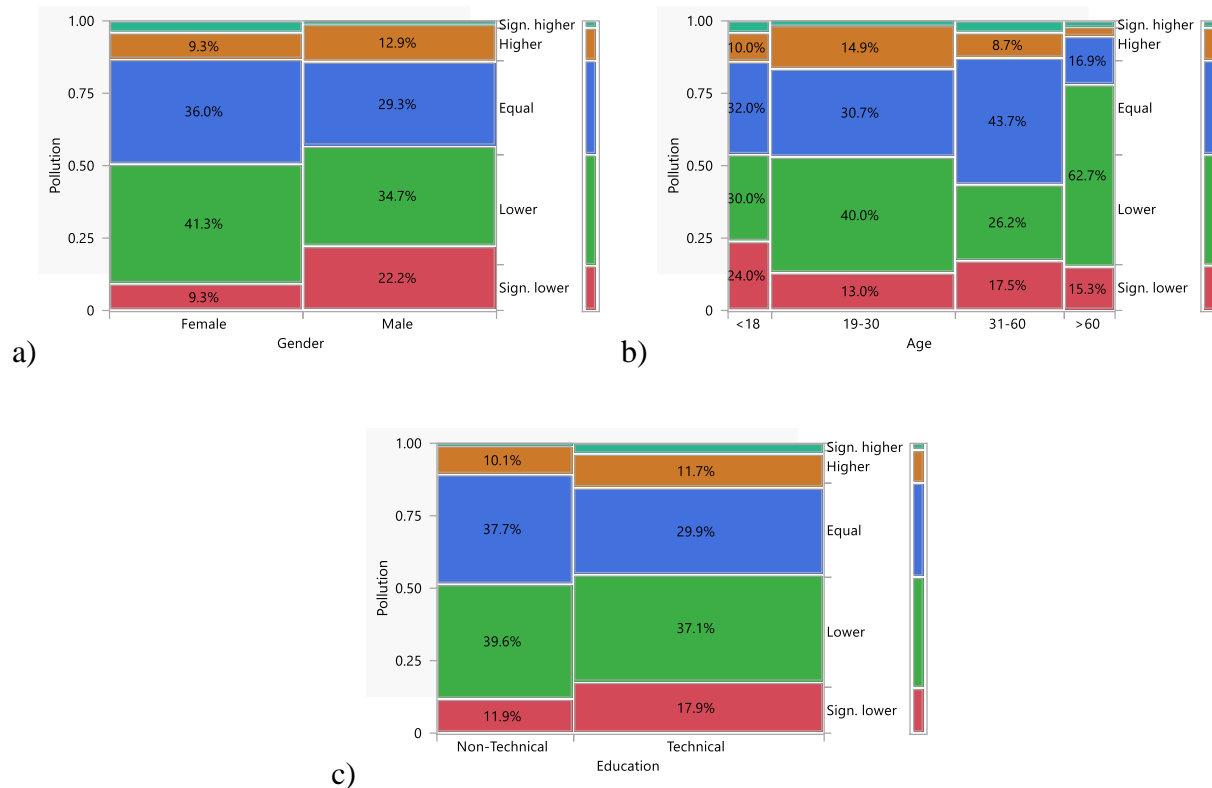 1.00
0.75
0.50
0.25
0
Pollution
9.3%
36.0%
41.3%
9.3%
12.9%
29.3%
34.7%
22.2%
Sign. higher
Higher
Equal
Lower
Sign. lower
Female
Male
Gender
a)
1.00
0.75
0.50
0.25
0
Pollution
10.0%
32.0%
30.0%
24.0%
14.9%
30.7%
40.0%
13.0%
8.7%
43.7%
26.2%
17.5%
16.9%
62.7%
15.3%
Sign. higher
Higher
Equal
Lower
Sign. lower
<18
19-30
31-60
>60
Age
b)
1.00
0.75
0.50
0.25
0
Pollution
10.1%
37.7%
39.6%
11.9%
11.7%
29.9%
37.1%
17.9%
Sign. higher
Higher
Equal
Lower
Sign. lower
Non-Technical
Technical
Education
c)